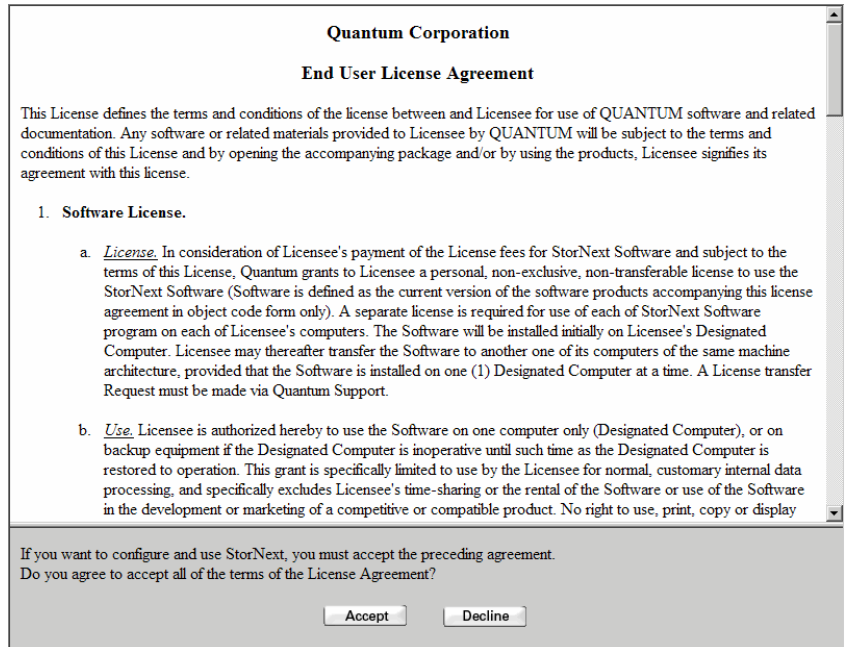 Quantum Corporation
End User License Agreement
This License defines the terms and conditions of the license between and Licensee for use of QUANTUM software and related
documentation. Any software or related materials provided to Licensee by QUANTUM will be subject to the terms and
conditions of this License and by opening the accompanying package and/or by using the products, Licensee signifies its
agreement with this license.
1. Software License.
a. License. In consideration of Licensee's payment of the License fees for StorNext Software and subject to the
terms of this License, Quantum grants to Licensee a personal, non-exclusive, non-transferable license to use the
StorNext Software (Software is defined as the current version of the software products accompanying this license
agreement in object code form only). A separate license is required for use of each of StorNext Software
program on each of Licensee's computers. The Software will be installed initially on Licensee's Designated
Computer. Licensee may thereafter transfer the Software to another one of its computers of the same machine
architecture, provided that the Software is installed on one (1) Designated Computer at a time. A License transfer
Request must be made via Quantum Support.
b. Use. Licensee is authorized hereby to use the Software on one computer only (Designated Computer), or on
backup equipment if the Designated Computer is inoperative until such time as the Designated Computer is
restored to operation. This grant is specifically limited to use by the Licensee for normal, customary internal data
processing, and specifically excludes Licensee's time-sharing or the rental of the Software or use of the Software
in the development or marketing of a competitive or compatible product. No right to use, print, copy or display
If you want to configure and use StorNext, you must accept the preceding agreement.
Do you agree to accept all of the terms of the License Agreement?
Accept Decline